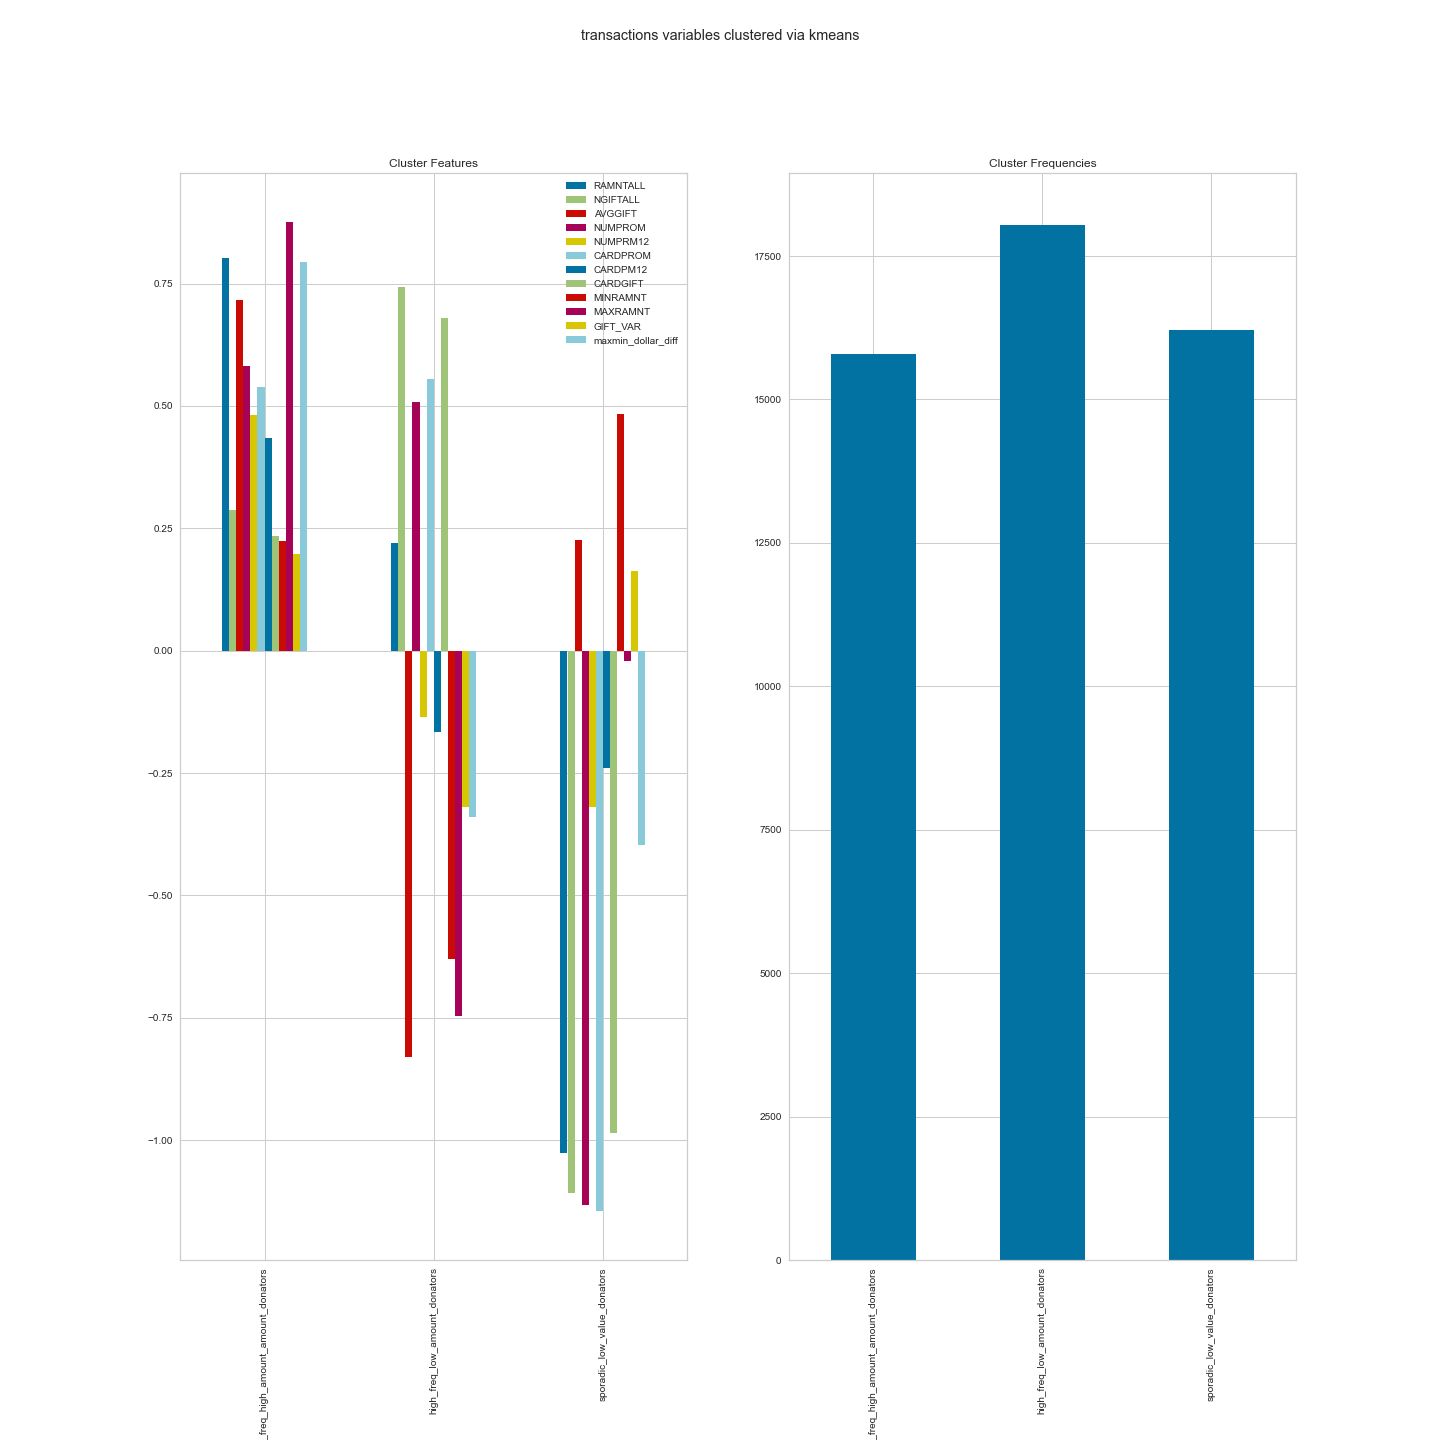 transactions variables clustered via kmeans
Cluster Features
RAMNTALL
NGIFTALL
AVGGIFT
NUMPROM
NUMPRM12
CARDPROM
CARDPM12
CARDGIFT
MINRAMNT
MAXRAMNT
GIFT_VAR
maxmin_dollar_diff
0.75
0.50
0.25
0.00
−0.25
−0.50
−0.75
−1.00
_freq_high_amount_amount_donators
high_freq_low_amount_donators
sporadic_low_value_donators
Cluster Frequencies
17500
15000
12500
10000
7500
5000
2500
0
_freq_high_amount_amount_donators
high_freq_low_amount_donators
sporadic_low_value_donators